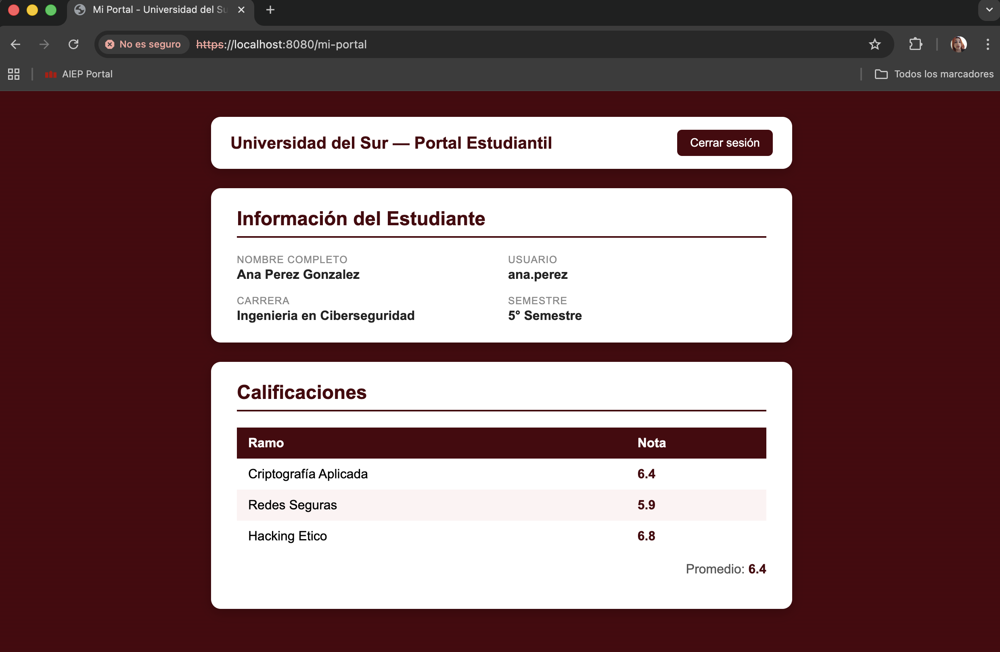 Mi Portal - Universidad del Su
No es seguro https://localhost:8080/mi-portal
AIEP Portal
Todos los marcadores
Universidad del Sur — Portal Estudiantil
Cerrar sesión
Información del Estudiante
NOMBRE COMPLETO USUARIO
Ana Perez Gonzalez ana.perez
CARRERA SEMESTRE
Ingenieria en Ciberseguridad 5° Semestre
Calificaciones
Ramo Nota
Criptografía Aplicada 6.4
Redes Seguras 5.9
Hacking Etico 6.8
Promedio: 6.4